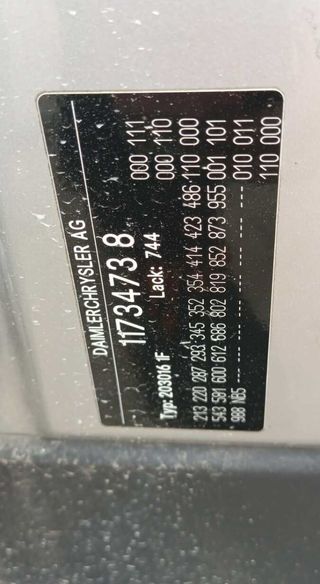 DAIMLERCHRYSLER AG
1173473 8
Lack: 744
Typ: 203016 1F
213 220 287 293 345 352 354 414 423 486 110 000
543 581 600 612 686 802 819 852 873 955 001 101
988 NB5
000 111
000 110
010 011
110 000